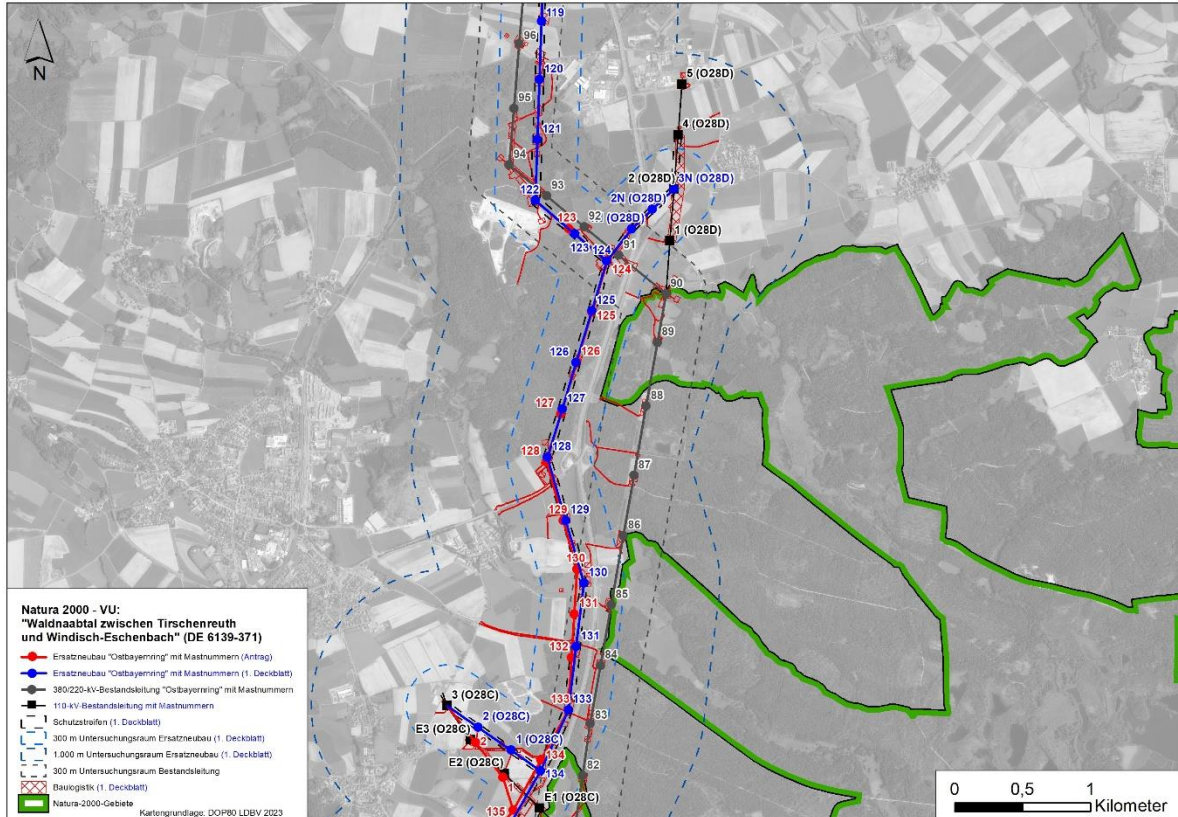 N
119
96
120
95
5 (O28D)
4 (O28D)
121
94
2 (O28D) 3N (O28D)
93
122
2N (O28D)
92
123
(O28D)
1 (O28D)
123
124
91
124
90
125
125
89
126
126
127
127
88
128
128
87
129
129
86
130
130
85
131
131
132
84
133
133
83
3 (O28C)
2 (O28C)
E3 (O28C)
2
1 (O28C)
134
134
E2 (O28C)
1
82
135
E1 (O28C)
Natura 2000 - VU:
"Waldnaabtal zwischen Tirschenreuth
und Windisch-Eschenbach" (DE 6139-371)
Ersatzneubau "Ostbayernring" mit Mastnummern (Antrag)
Ersatzneubau "Ostbayernring" mit Mastnummern (1. Deckblatt)
380/220-kV-Bestandsleitung "Ostbayernring" mit Mastnummern
110-kV-Bestandsleitung mit Mastnummern
Schutzstreifen (1. Deckblatt)
300 m Untersuchungsraum Ersatzneubau (1. Deckblatt)
1.000 m Untersuchungsraum Ersatzneubau (1. Deckblatt)
300 m Untersuchungsraum Bestandsleitung
Baulogistik (1. Deckblatt)
Natura-2000-Gebiete
Kartengrundlage: DOP80 LDBV 2023
0 0,5 1
Kilometer